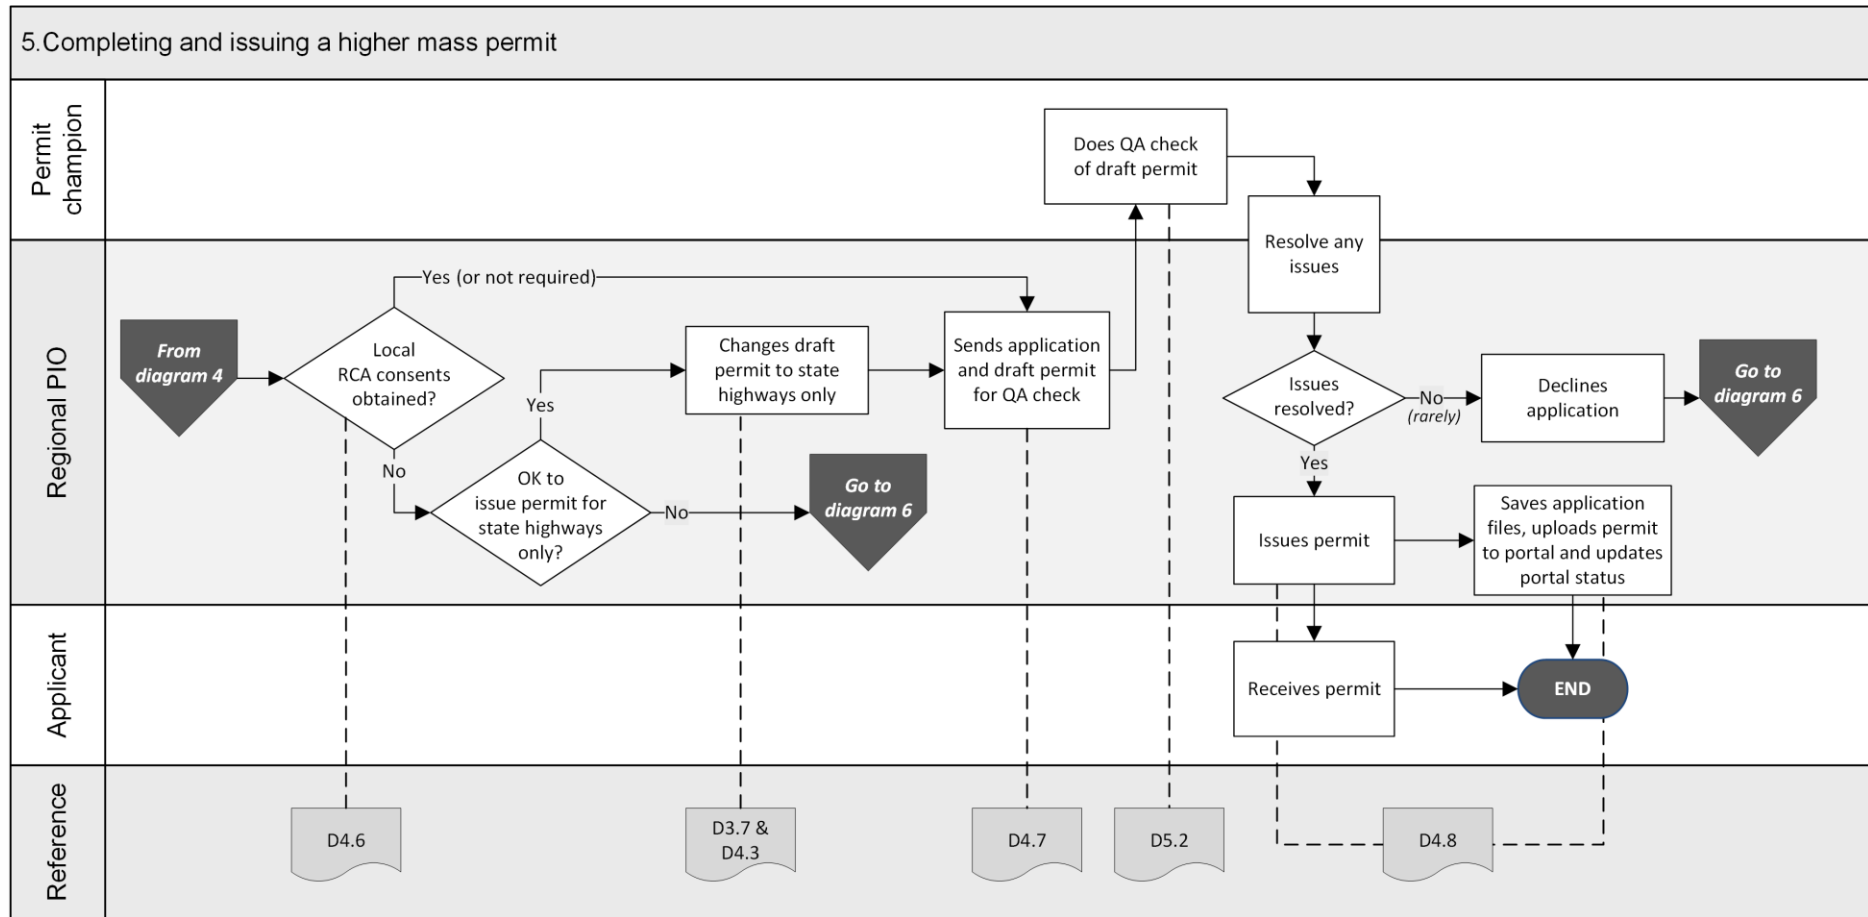 5.Completing and issuing a higher mass permit
Permit
champion
Does QA check
of draft permit
Resolve any
issues
Regional PIO
From
diagram 4
Local
RCA consents
obtained?
Yes (or not required)
No
OK to
issue permit for
state highways
only?
Yes
No
Changes draft
permit to state
highways only
Go to
diagram 6
Sends application
and draft permit
for QA check
Issues
resolved?
No
(rarely)
Declines
application
Go to
diagram 6
Yes
Issues permit
Saves application
files, uploads permit
to portal and updates
portal status
Applicant
Receives permit
END
Reference
D4.6
D3.7 &
D4.3
D4.7
D5.2
D4.8